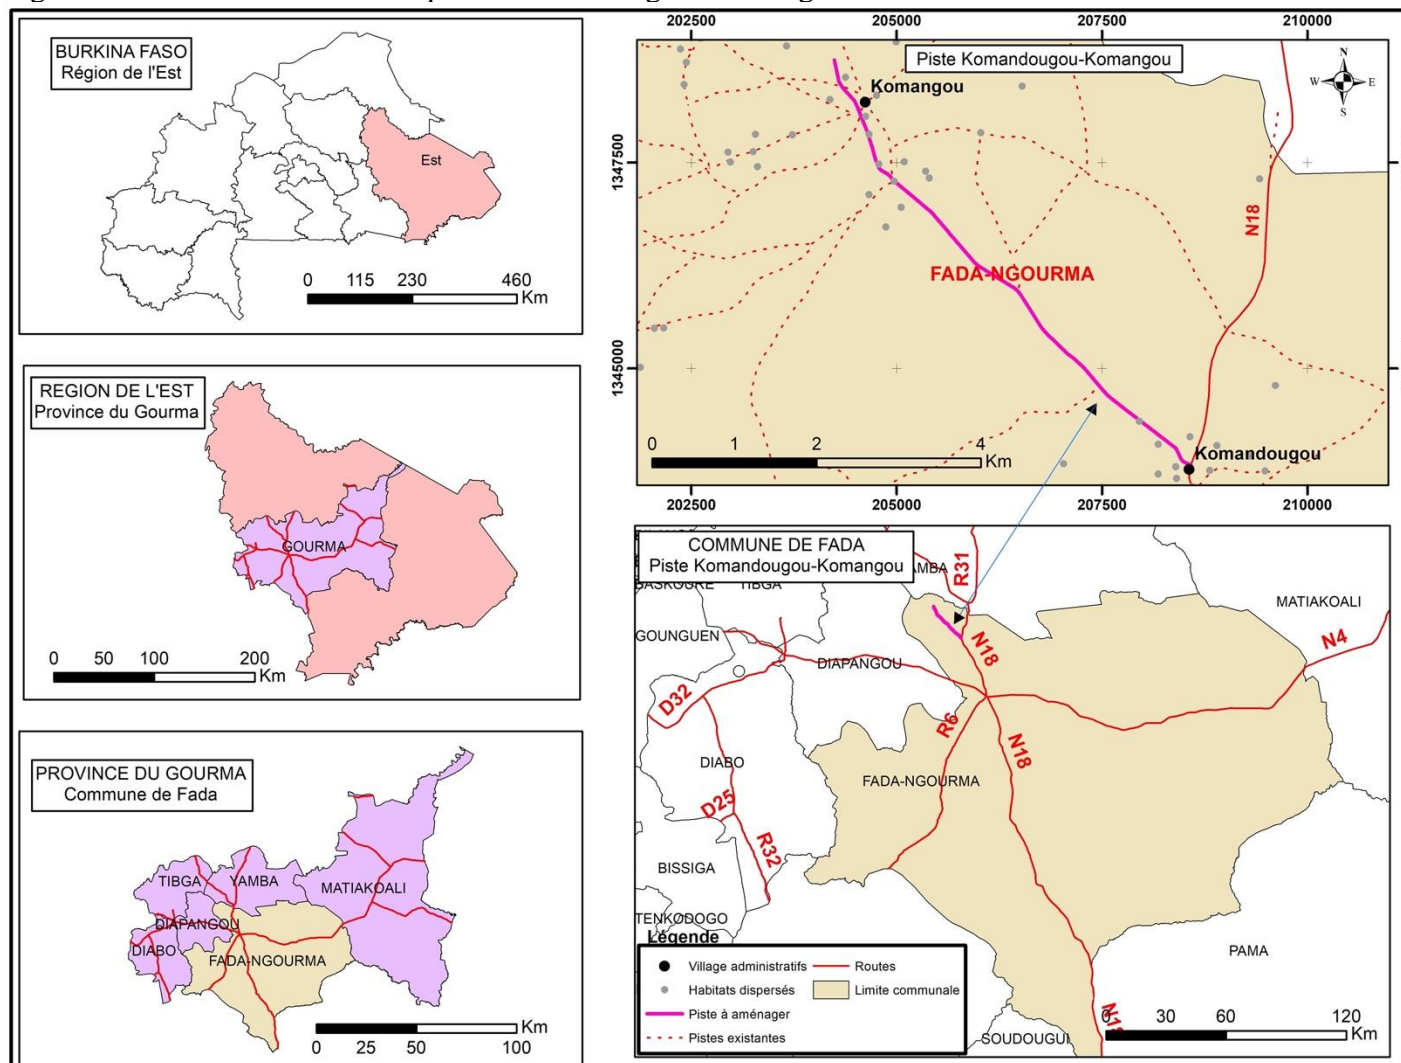 BURKINA FASO
Région de l'Est
Est
0 115 230 460
Km
REGION DE L'EST
Province du Gourma
GOURMA
0 50 100 200
Km
PROVINCE DU GOURMA
Commune de Fada
TIBGA
YAMBA
MATIAKOALI
DIAPANGOU
DIABO
FADA-NGOURMA
Km
0 25 50 100
202500 205000 207500 210000
Piste Komandougou-Komangou
N
W E
S
Komangou
1347500
N18
FADA-NGOURMA
1345000
0 1 2 4
Km
Komandougou
202500 205000 207500 210000
COMMUNE DE FADA
Piste Komandougou-Komangou
R31
TIBGA
MATIAKOALI
GOUNGUEN
N18
N4
DIAPANGOU
D32
R6
N18
DIABO
FADA-NGOURMA
D25
R32
BISSIGA
TENKODOGO
PAMA
SOUDOUGUI
Légende
Village administratifs
Routes
Habitats dispersés
Limite communale
Piste à aménager
Pistes existantes
0 30 60 120
Km